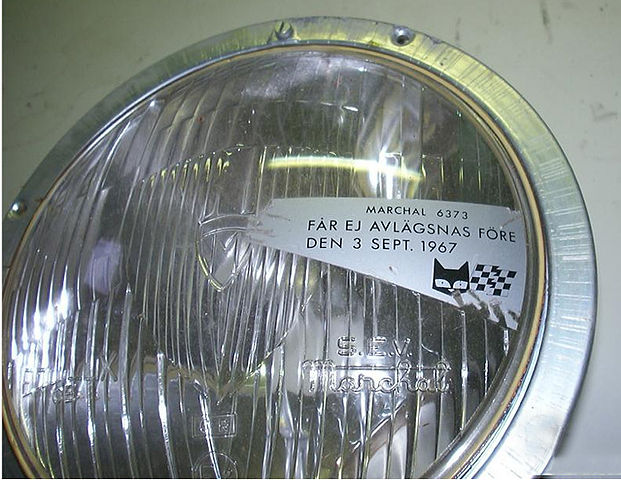 MARCHAL 6373
FÅR EJ AVLÄGSNAS FÖRE
DEN 3 SEPT. 1967
S.E.V.
Marchal